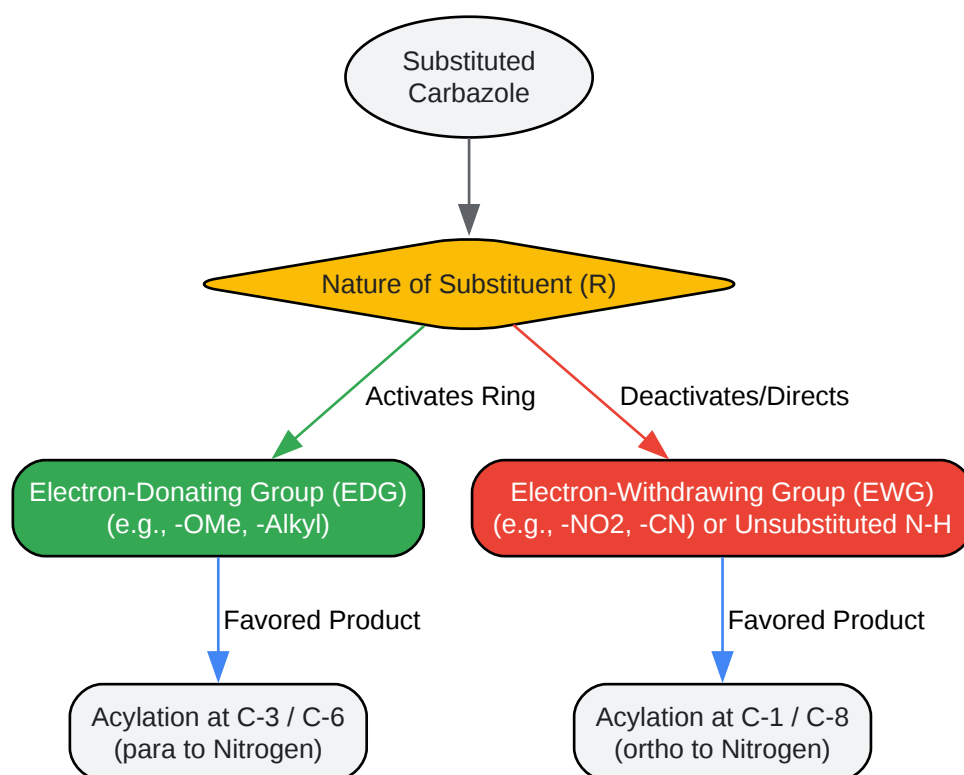 Substituted
Carbazole
Nature of Substituent (R)
Activates Ring
Deactivates/Directs
Electron-Donating Group (EDG)
(e.g., -OMe, -Alkyl)
Electron-Withdrawing Group (EWG)
(e.g., -NO2, -CN) or Unsubstituted N-H
Favored Product
Favored Product
Acylation at C-3 / C-6
(para to Nitrogen)
Acylation at C-1 / C-8
(ortho to Nitrogen)